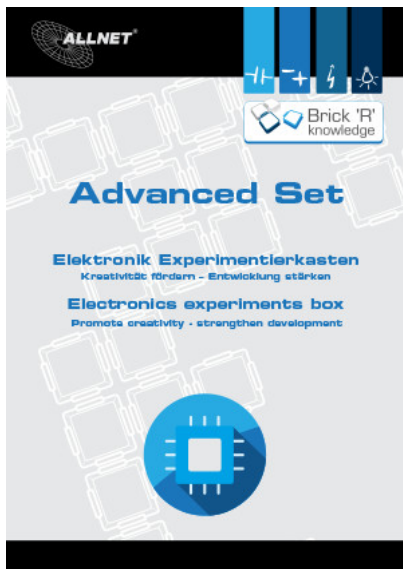 ALLNET®
Brick 'R'
knowledge
Advanced Set
Elektronik Experimentierkasten
Kreativität fördern – Entwicklung stärken
Electronics experiments box
Promote creativity - strengthen development